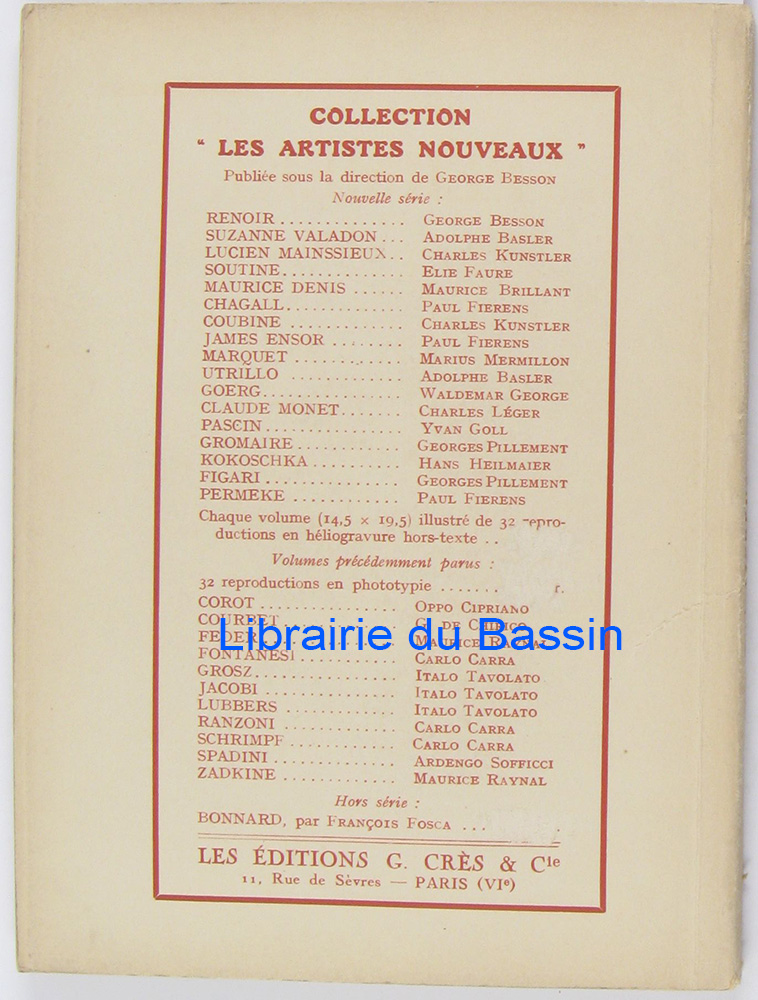 COLLECTION
“ LES ARTISTES NOUVEAUX ”
Publiée sous la direction de GEORGE BESSON
Nouvelle série :
RENOIR .............. GEORGE BESSON
SUZANNE VALADON ... ADOLPHE BASLER
LUCIEN MAINSSIEUX.. CHARLES KUNSTLER
SOUTINE.............. ELIE FAURE
MAURICE DENIS ...... MAURICE BRILLANT
CHAGALL............. PAUL FIERENS
COUBINE ............ CHARLES KUNSTLER
JAMES ENSOR ........ PAUL FIERENS
MARQUET ............ MARIUS MERMILLON
UTRILLO ............ ADOLPHE BASLER
GOERG............... WALDEMAR GEORGE
CLAUDE MONET....... CHARLES LÉGER
PASCIN............... YVAN GOLL
GROMAIRE ........... GEORGES PILLEMENT
KOKOSCHKA .......... HANS HEILMAIER
FIGARI ............... GEORGES PILLEMENT
PERMEKE ............ PAUL FIERENS
Chaque volume (14,5 × 19,5) illustré de 32 repro-
ductions en héliogravure hors-texte ..
Volumes précédemment parus :
32 reproductions en phototypie ....... r.
COROT ................ OPPO CIPRIANO
COURBET ............. G. DE CHIRICO
Librairie du Bassin
FEDER ............... MAURICE RAYNAL
FONTANESI ........... CARLO CARRA
GROSZ................ ITALO TAVOLATO
JACOBI .............. ITALO TAVOLATO
LUBBERS ............ ITALO TAVOLATO
RANZONI ............ CARLO CARRA
SCHRIMPF ........... CARLO CARRA
SPADINI ............. ARDENGO SOFFICCI
ZADKINE ............ MAURICE RAYNAL
Hors série :
BONNARD, par FRANÇOIS FOSCA ...
LES ÉDITIONS G. CRÈS & Cie
11, Rue de Sèvres — PARIS (VIe)